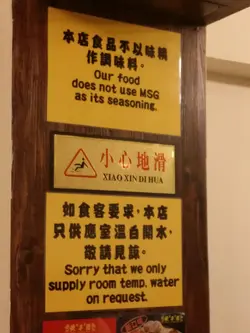 本店食品不以味精
作調味料。
Our food
does not use MSG
as its seasoning.
小心地滑
XIAO XIN DI HUA
如食客要求，本店
只供應室溫白開水，
敬請見諒。
Sorry that we only
supply room temp. water
on request.